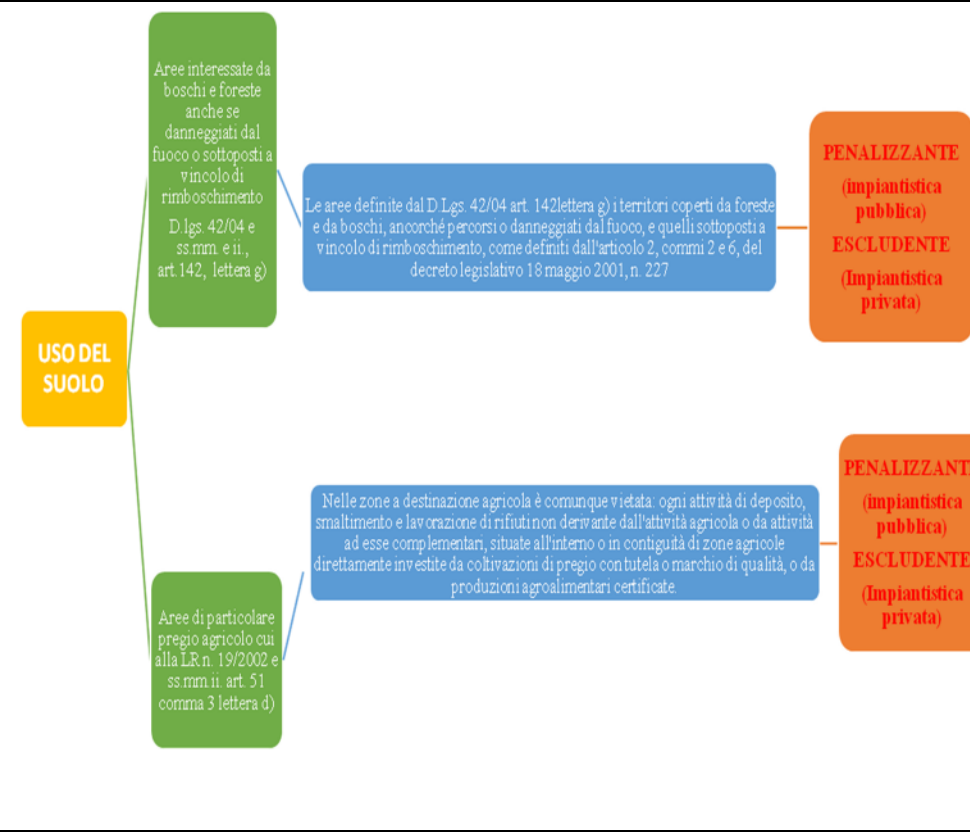 Aree interessate da
boschi e foreste
anche se
danneggiati dal
fuoco o sottoposti a
vincolo di
rimboschimento
D.lgs. 42/04 e
ss.mm. e ii.,
art.142, lettera g)
Le aree definite dal D.Lgs. 42/04 art. 142lettera g) i territori coperti da foreste
e da boschi, ancorché percorsi o danneggiati dal fuoco, e quelli sottoposti a
vincolo di rimboschimento, come definiti dall'articolo 2, commi 2 e 6, del
decreto legislativo 18 maggio 2001, n. 227
PENALIZZANTE
(impiantistica
pubblica)
ESCLUDENTE
(Impiantistica
privata)
USO DEL
SUOLO
Aree di particolare
pregio agricolo cui
alla LR n. 19/2002 e
ss.mm.ii. art. 51
comma 3 lettera d)
Nelle zone a destinazione agricola è comunque vietata: ogni attività di deposito,
smaltimento e lavorazione di rifiuti non derivante dall'attività agricola o da attività
ad esse complementari, situate all'interno o in contiguità di zone agricole
direttamente investite da coltivazioni di pregio con tutela o marchio di qualità, o da
produzioni agroalimentari certificate.
PENALIZZANTE
(impiantistica
pubblica)
ESCLUDENTE
(Impiantistica
privata)